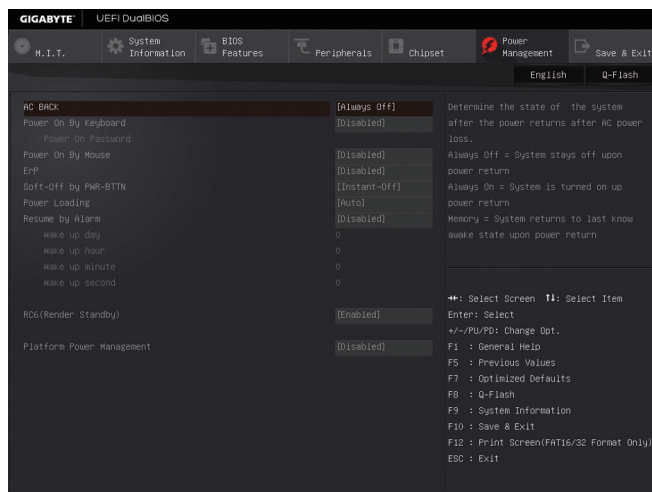 GIGABYTE™ UEFI DualBIOS
M.I.T.
System Information
BIOS Features
Peripherals
Chipset
Power Management
Save & Exit
English Q-Flash
AC BACK [Always Off]
Power On By Keyboard [Disabled]
Power On Password
Power On By Mouse [Disabled]
ErP [Disabled]
Soft-Off by PWR-BTTN [Instant-Off]
Power Loading [Auto]
Resume by Alarm [Disabled]
Wake up day 0
Wake up hour 0
Wake up minute 0
Wake up second 0
RC6(Render Standby) [Enabled]
Platform Power Management [Disabled]
Determine the state of the system
after the power returns after AC power
loss.
Always Off = System stays off upon
power return
Always On = System is turned on up
power return
Memory = System returns to last know
awake state upon power return
→←: Select Screen ↑↓: Select Item
Enter: Select
+/-/PU/PD: Change Opt.
F1 : General Help
F5 : Previous Values
F7 : Optimized Defaults
F8 : Q-Flash
F9 : System Information
F10 : Save & Exit
F12 : Print Screen(FAT16/32 Format Only)
ESC : Exit